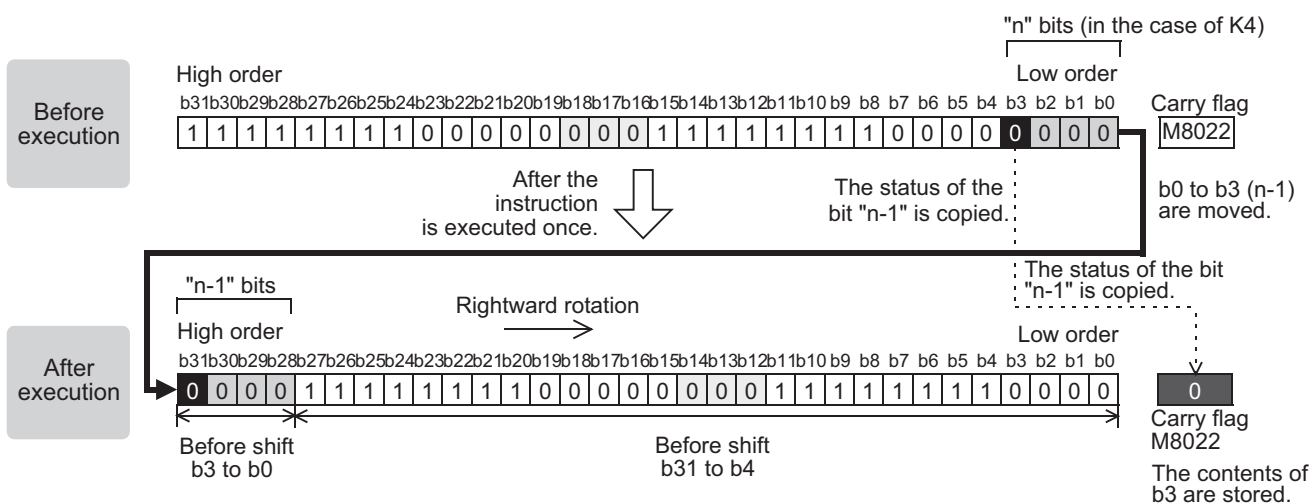 "n" bits (in the case of K4)
High order Low order
Before
execution
b31b30b29b28b27b26b25b24b23b22b21b20b19b18b17b16b15b14b13b12b11b10 b9 b8 b7 b6 b5 b4 b3 b2 b1 b0
1 1 1 1 1 1 1 1 0 0 0 0 0 0 0 0 1 1 1 1 1 1 1 1 0 0 0 0 0 0 0 0
Carry flag
M8022
After the
instruction
is executed once.
The status of the
bit "n-1" is copied.
b0 to b3 (n-1)
are moved.
The status of the bit
"n-1" is copied.
"n-1" bits
Rightward rotation
High order Low order
After
execution
b31b30b29b28b27b26b25b24b23b22b21b20b19b18b17b16b15b14b13b12b11b10 b9 b8 b7 b6 b5 b4 b3 b2 b1 b0
0 0 0 0 1 1 1 1 1 1 1 1 0 0 0 0 0 0 0 0 1 1 1 1 1 1 1 1 0 0 0 0
0
Carry flag
M8022
Before shift
b3 to b0
Before shift
b31 to b4
The contents of
b3 are stored.